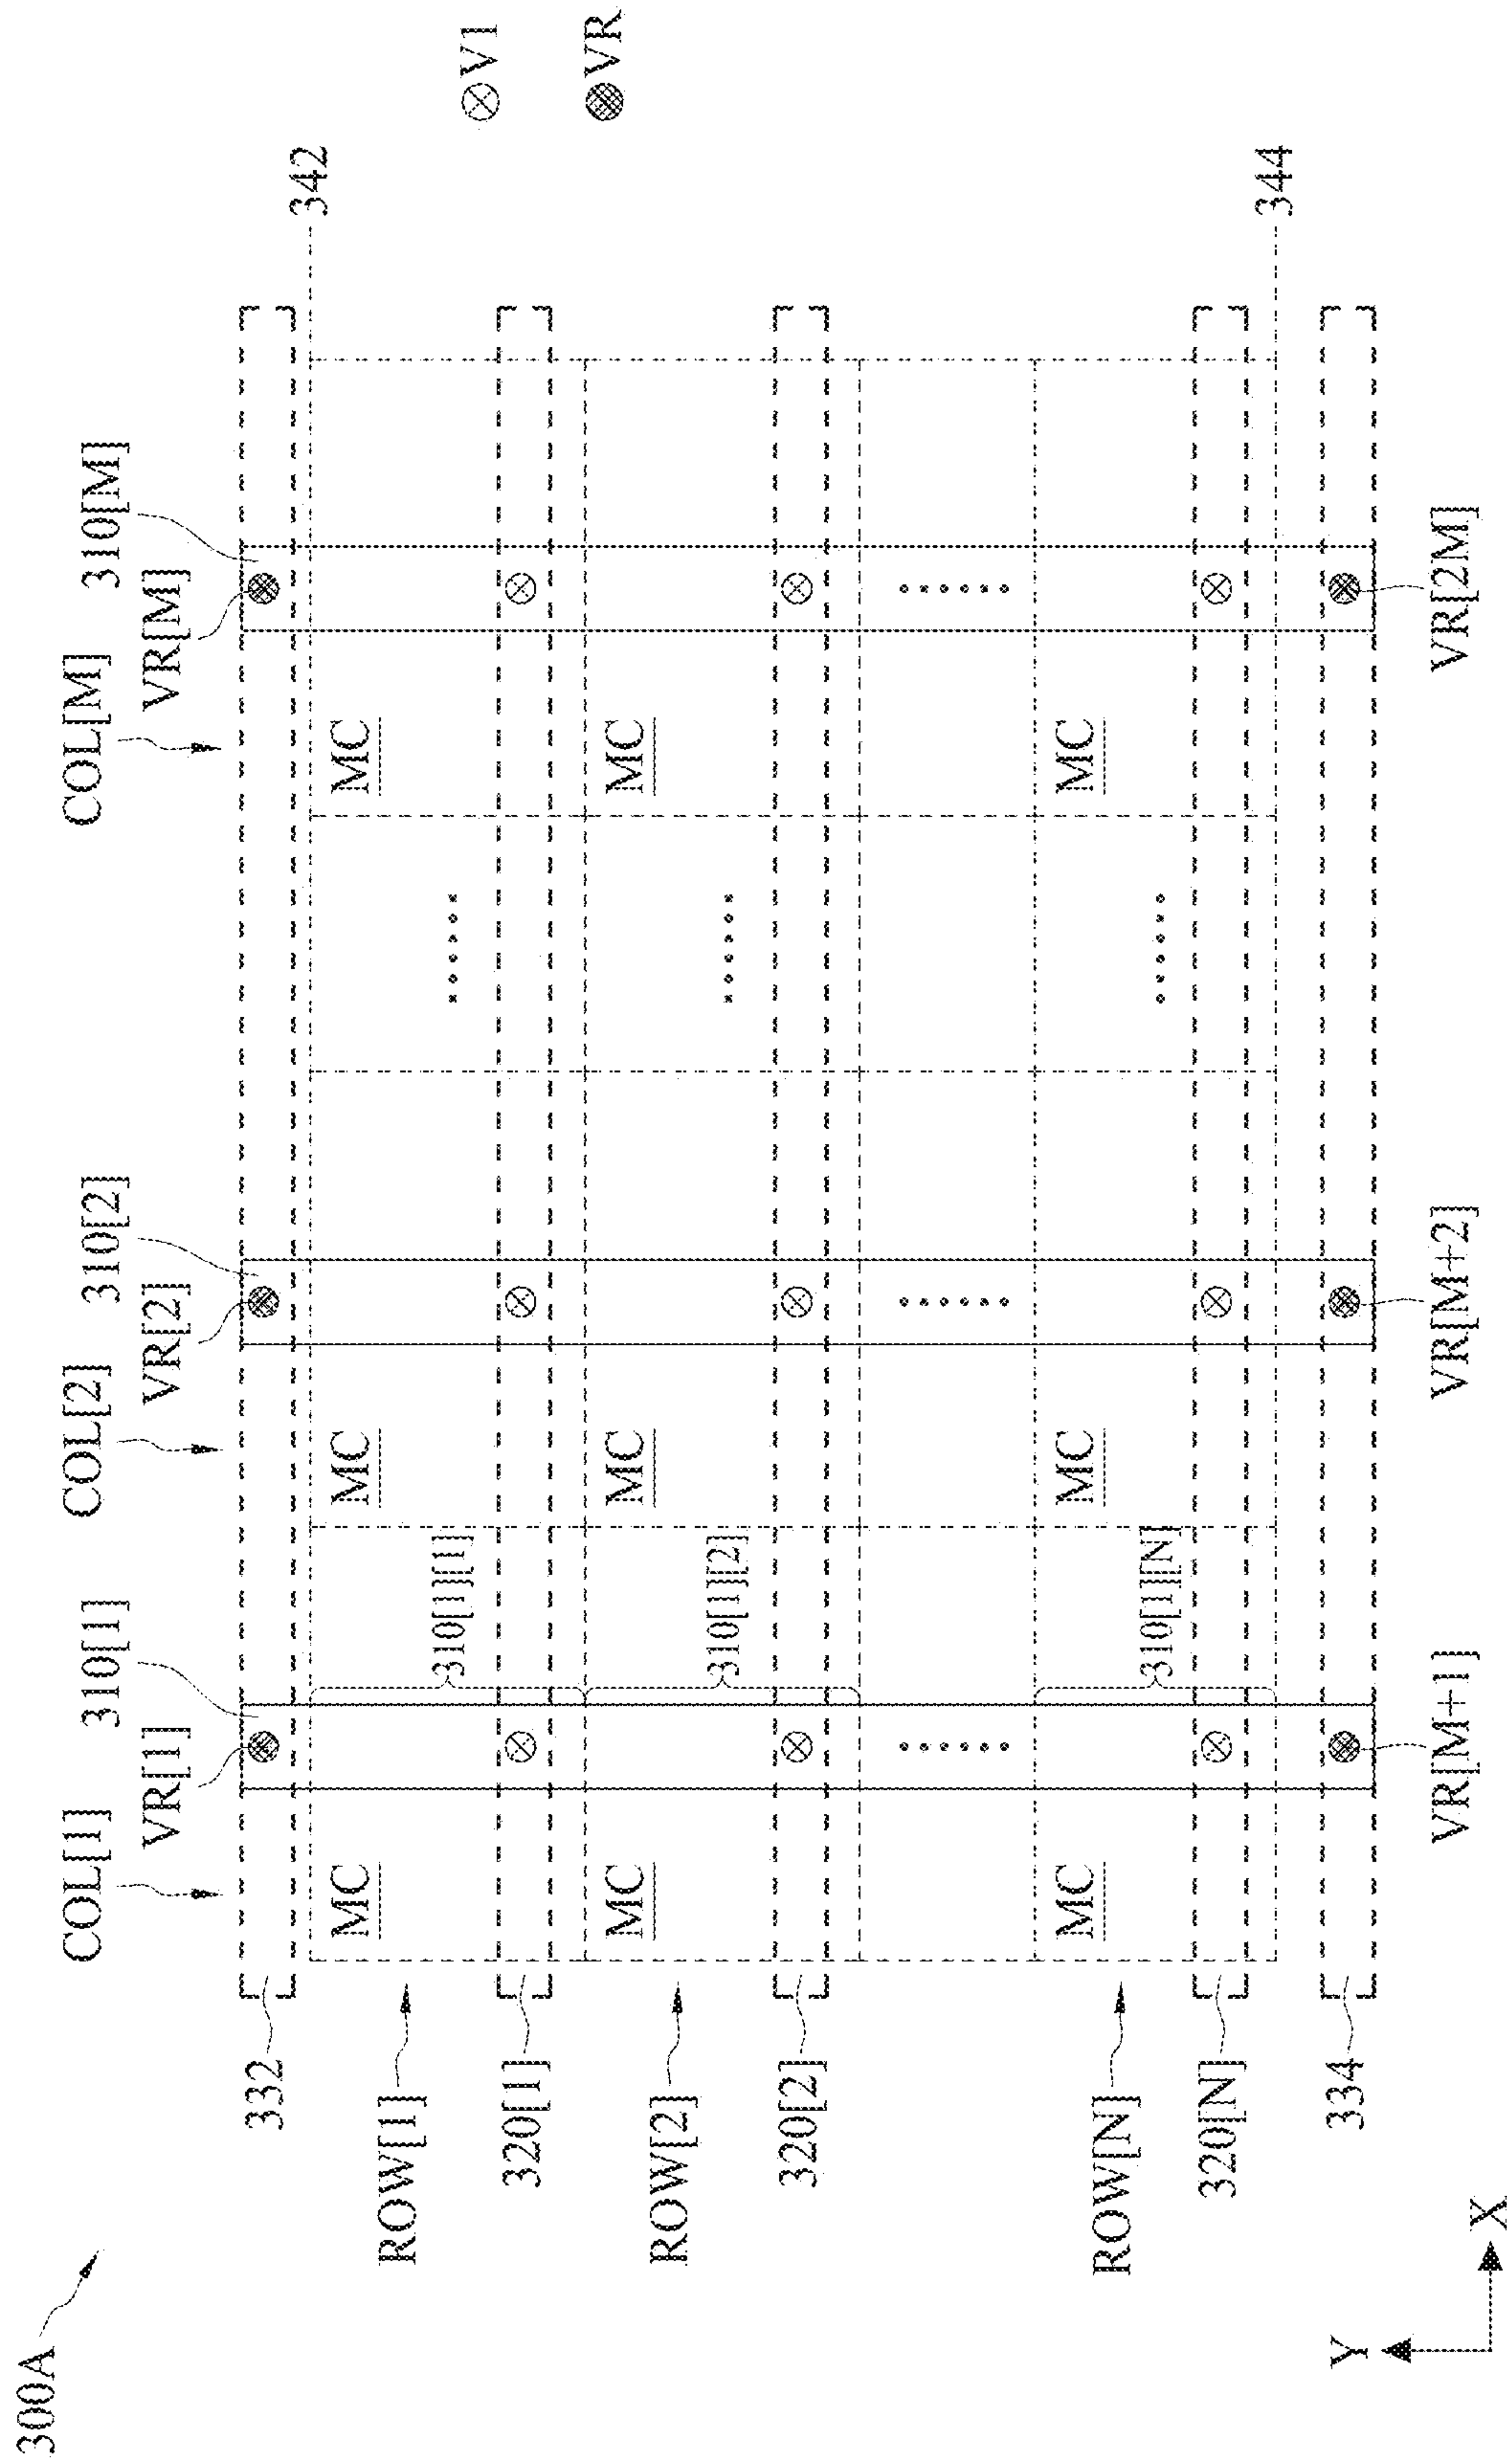 300A
COL[1]
COL[2]
COL[M]
310[1]
310[2]
310[M]
VR[1]
VR[2]
VR[M]
332
342
MC
MC
MC
ROW[1]
310[1][1]
V1
320[1]
VR
MC
MC
MC
ROW[2]
310[1][2]
320[2]
MC
MC
MC
ROW[N]
310[1][N]
320[N]
344
334
VR[M+1]
VR[M+2]
VR[2M]
Y
X